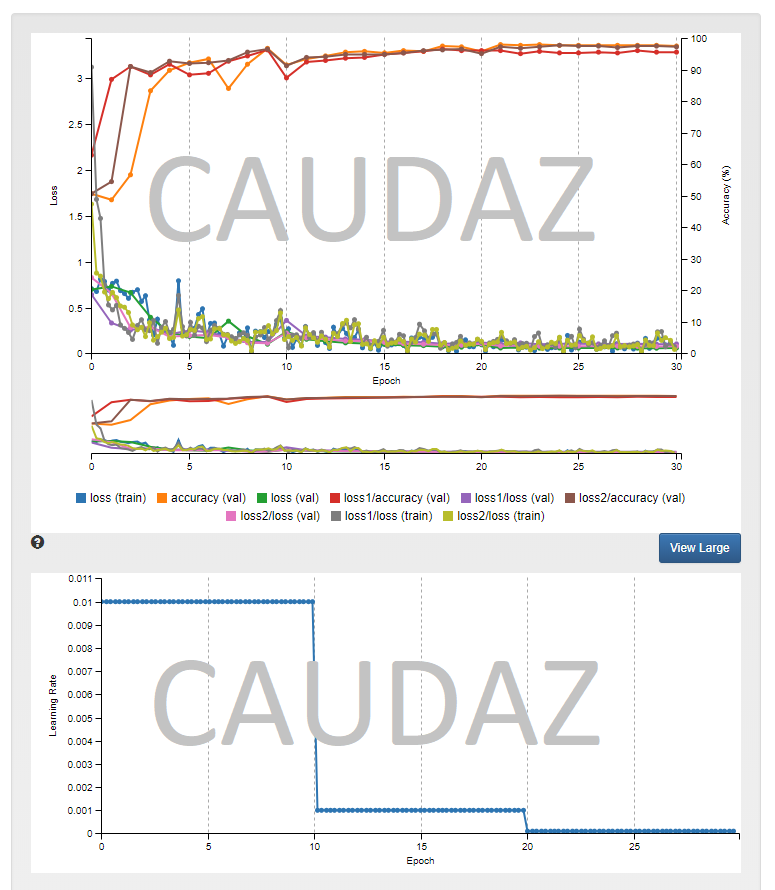 100
90
80
70
60
50
40
30
20
10
0
3
2.5
2
1.5
1
0.5
0
Loss
Accuracy (%)
CAUDAZ
0 5 10 15 20 25 30
Epoch
0 5 10 15 20 25 30
loss (train) accuracy (val) loss (val) loss1/accuracy (val) loss1/loss (val) loss2/accuracy (val)
loss2/loss (val) loss1/loss (train) loss2/loss (train)
?
View Large
0.011
0.01
0.009
0.008
0.007
0.006
0.005
0.004
0.003
0.002
0.001
0
Learning Rate
CAUDAZ
0 5 10 15 20 25
Epoch